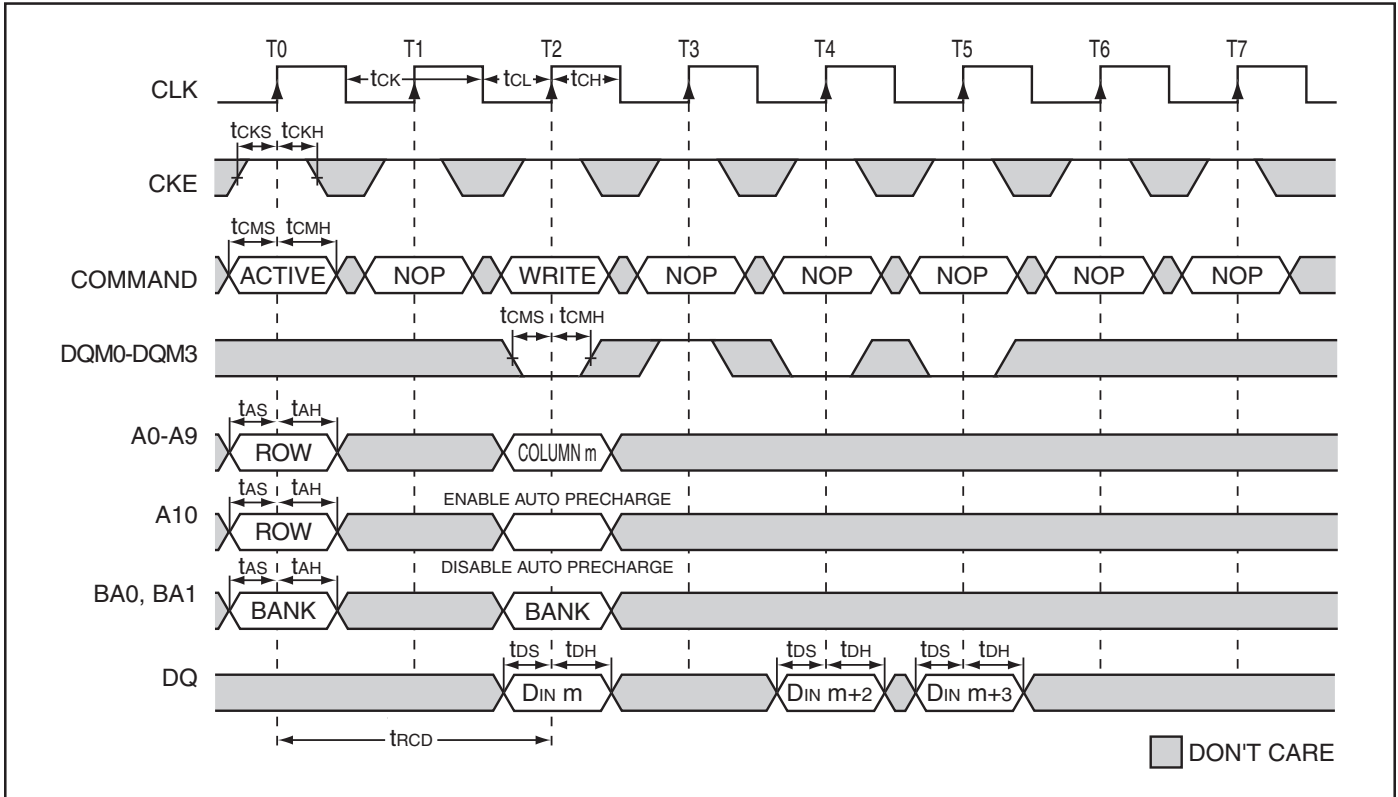 T0 T1 T2 T3 T4 T5 T6 T7
CLK tCK tCL tCH
tCKS tCKH
CKE
tCMS tCMH
COMMAND ACTIVE NOP WRITE NOP NOP NOP NOP NOP
tCMS tCMH
DQM0-DQM3
tAS tAH
A0-A9 ROW COLUMN m
tAS tAH ENABLE AUTO PRECHARGE
A10 ROW
tAS tAH DISABLE AUTO PRECHARGE
BA0, BA1 BANK BANK
tDS tDH tDS tDH tDS tDH
DQ DIN m DIN m+2 DIN m+3
tRCD
DON'T CARE